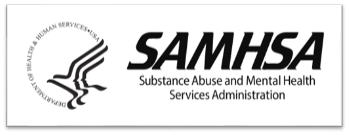 DEPARTMENT OF HEALTH & HUMAN SERVICES • USA
SAMHSA
Substance Abuse and Mental Health
Services Administration